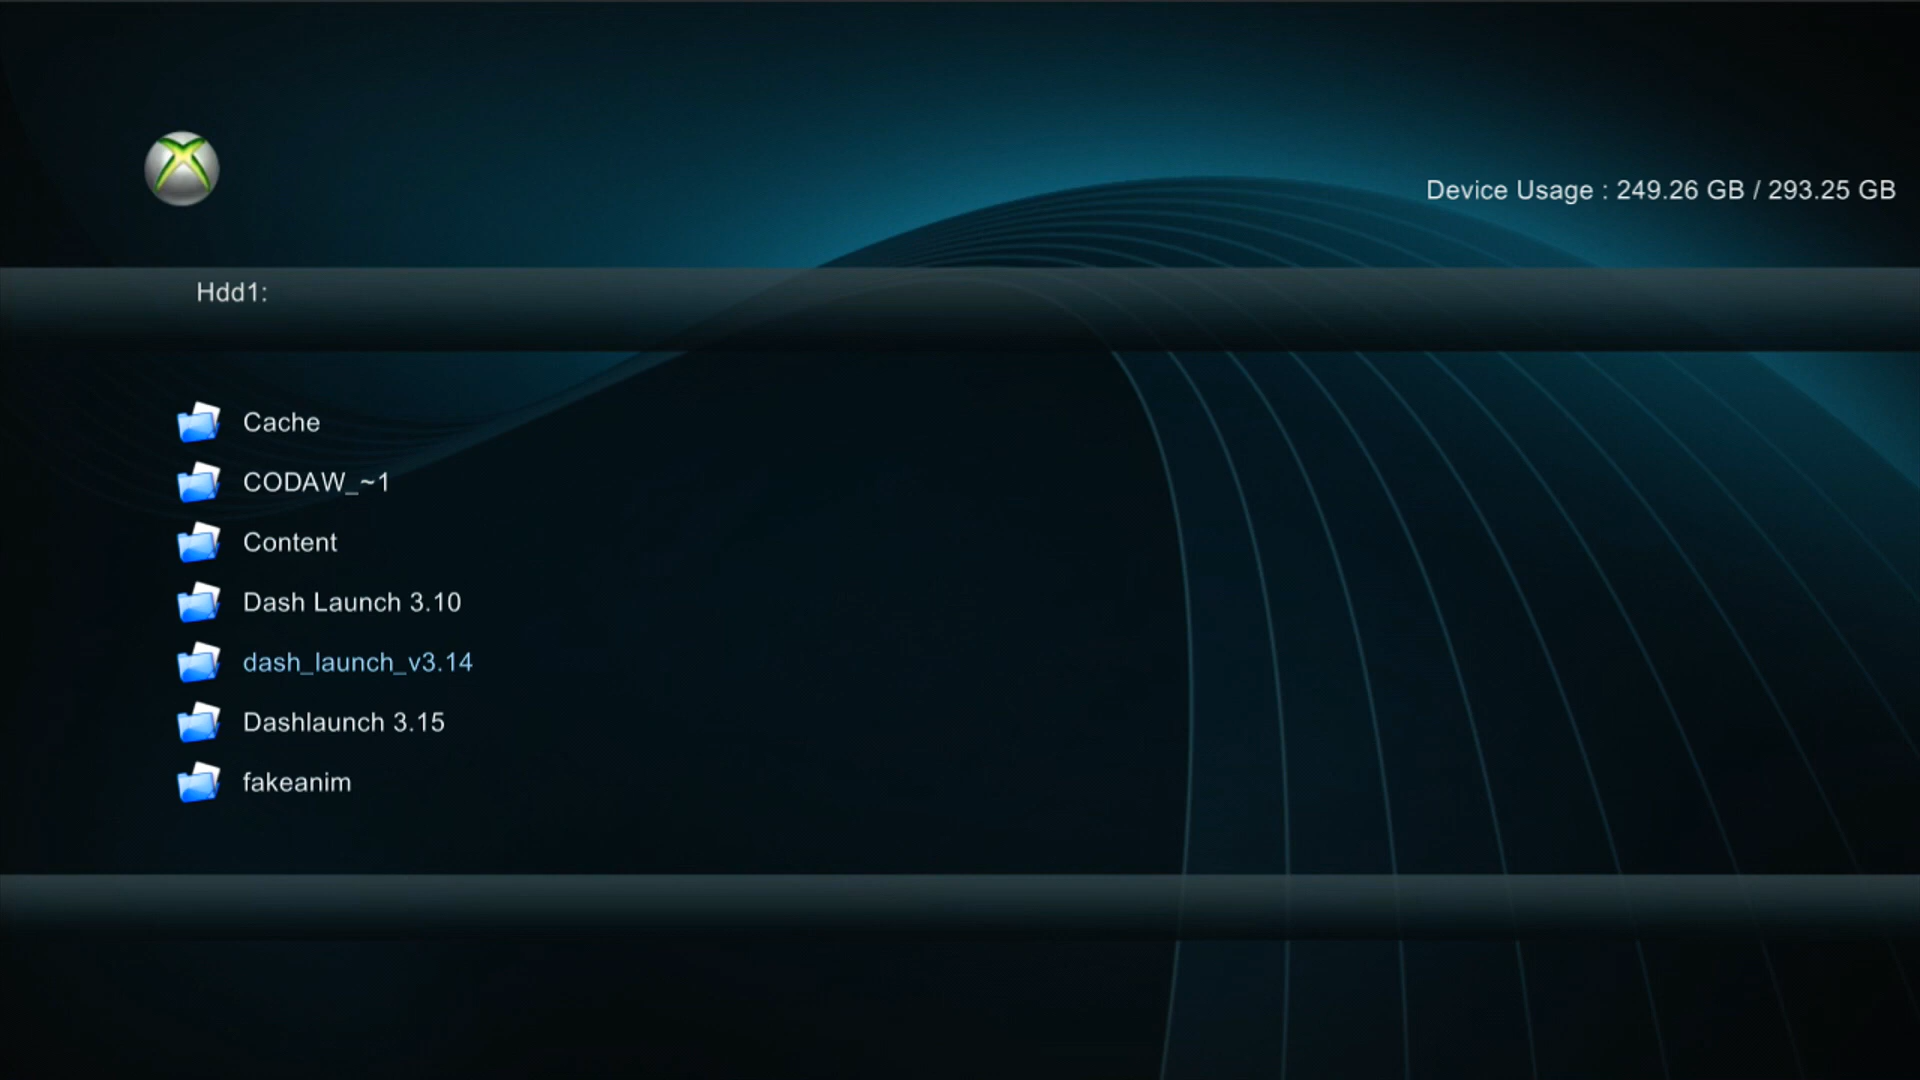 Device Usage : 249.26 GB / 293.25 GB
Hdd1:
Cache
CODAW_~1
Content
Dash Launch 3.10
dash_launch_v3.14
Dashlaunch 3.15
fakeanim